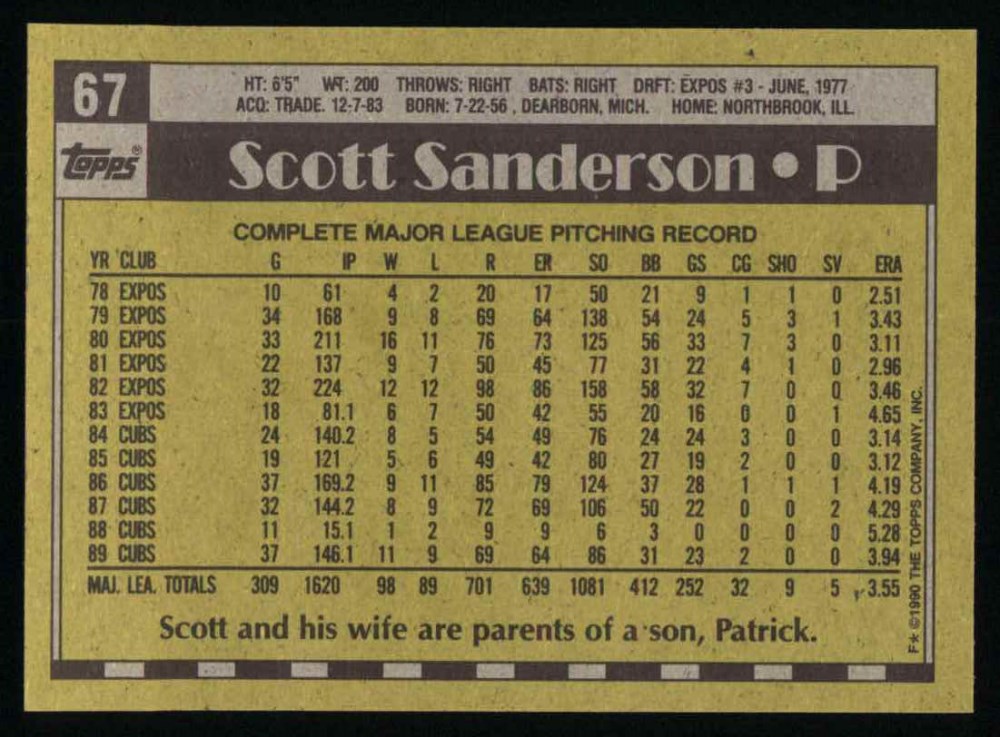 67
HT: 6'5" WT: 200 THROWS: RIGHT BATS: RIGHT DRFT: EXPOS #3 - JUNE, 1977
ACQ: TRADE. 12-7-83 BORN: 7-22-56, DEARBORN, MICH. HOME: NORTHBROOK, ILL.
topps®
Scott Sanderson • P
COMPLETE MAJOR LEAGUE PITCHING RECORD
YR CLUB G IP W L R ER SO BB GS CG SHO SV ERA
78 EXPOS 10 61 4 2 20 17 50 21 9 1 1 0 2.51
79 EXPOS 34 168 9 8 69 64 138 54 24 5 3 1 3.43
80 EXPOS 33 211 16 11 76 73 125 56 33 7 3 0 3.11
81 EXPOS 22 137 9 7 50 45 77 31 22 4 1 0 2.96
82 EXPOS 32 224 12 12 98 86 158 58 32 7 0 0 3.46
83 EXPOS 18 81.1 6 7 50 42 55 20 16 0 0 1 4.65
84 CUBS 24 140.2 8 5 54 49 76 24 24 3 0 0 3.14
85 CUBS 19 121 5 6 49 42 80 27 19 2 0 0 3.12
86 CUBS 37 169.2 9 11 85 79 124 37 28 1 1 1 4.19
87 CUBS 32 144.2 8 9 72 69 106 50 22 0 0 2 4.29
88 CUBS 11 15.1 1 2 9 9 6 3 0 0 0 0 5.28
89 CUBS 37 146.1 11 9 69 64 86 31 23 2 0 0 3.94
MAJ. LEA. TOTALS 309 1620 98 89 701 639 1081 412 252 32 9 5 3.55
Scott and his wife are parents of a son, Patrick.
F* ©1990 THE TOPPS COMPANY, INC.